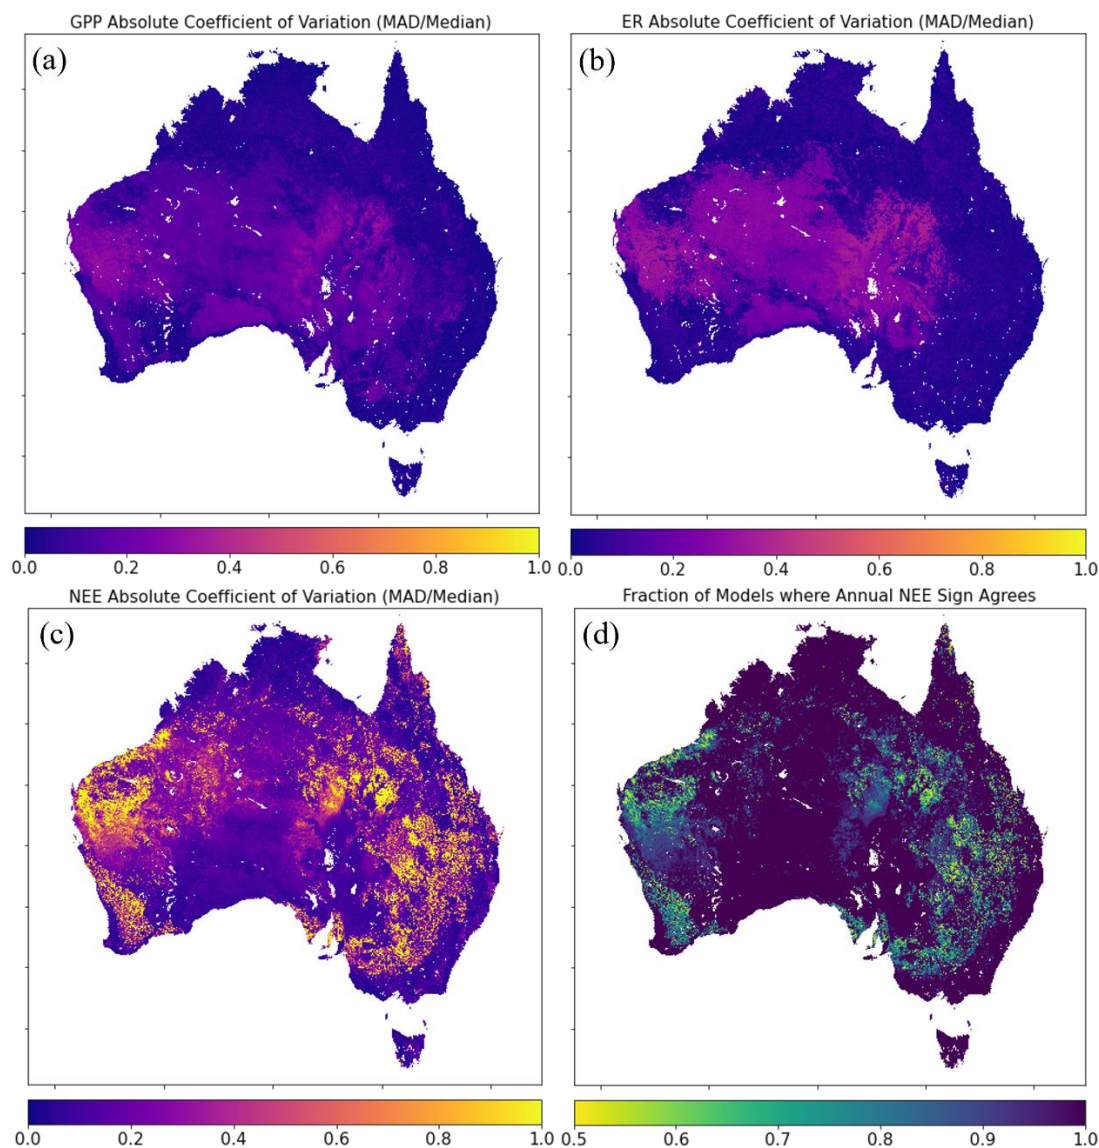 GPP Absolute Coefficient of Variation (MAD/Median)
ER Absolute Coefficient of Variation (MAD/Median)
(a)
(b)
0.0 0.2 0.4 0.6 0.8 1.0
0.0 0.2 0.4 0.6 0.8 1.0
NEE Absolute Coefficient of Variation (MAD/Median)
Fraction of Models where Annual NEE Sign Agrees
(c)
(d)
0.0 0.2 0.4 0.6 0.8 1.0
0.5 0.6 0.7 0.8 0.9 1.0